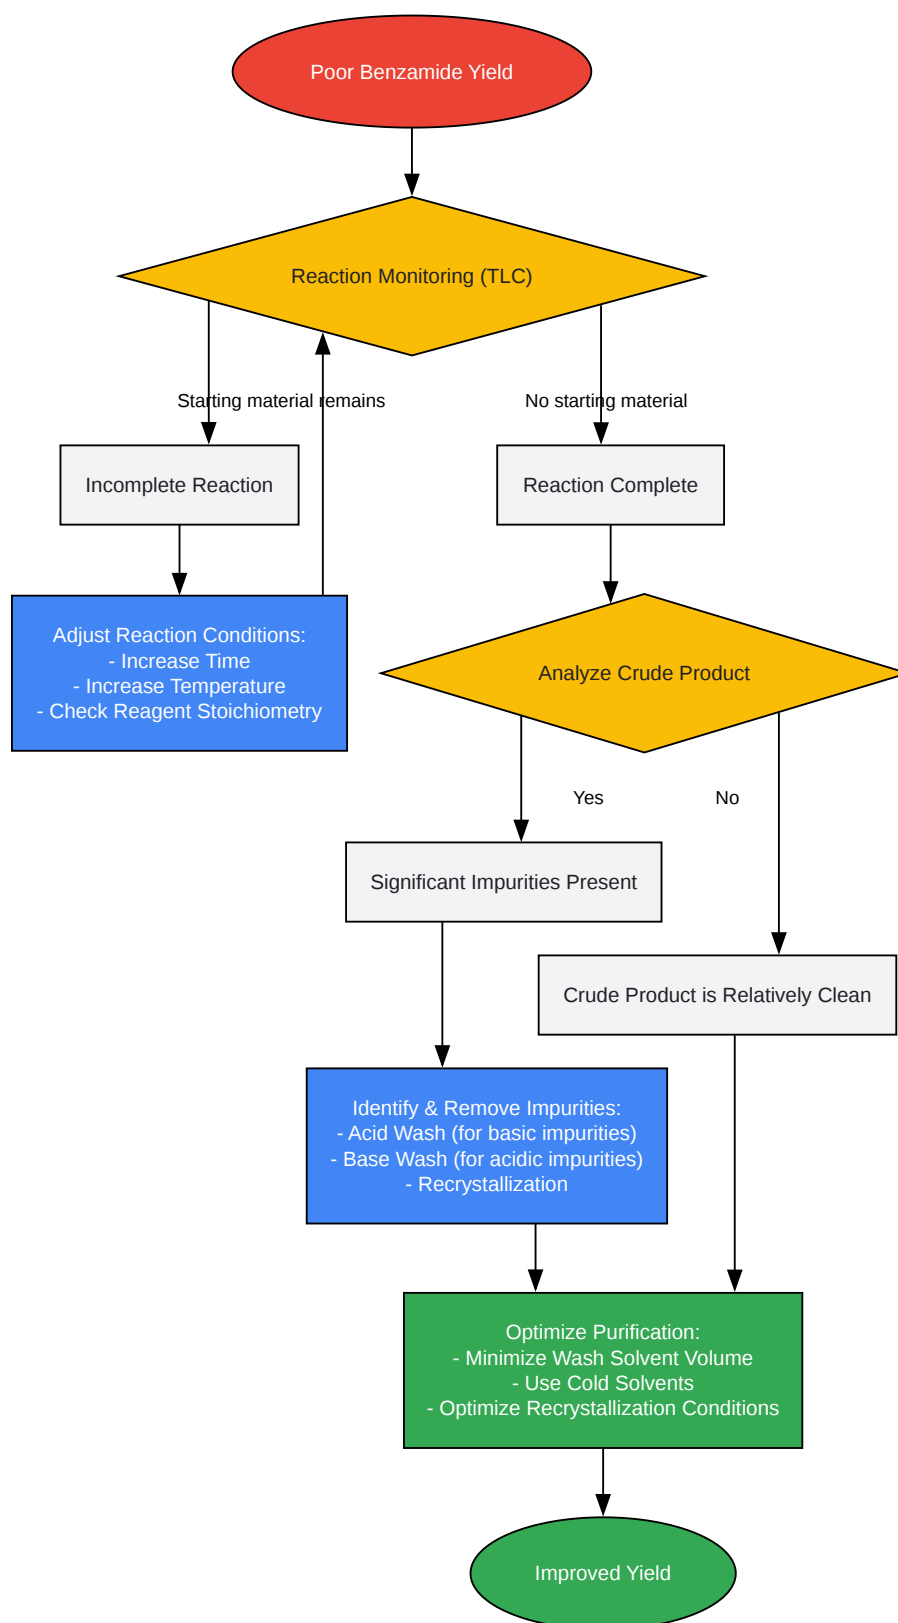 Poor Benzamide Yield
Reaction Monitoring (TLC)
Starting material remains
No starting material
Incomplete Reaction
Reaction Complete
Adjust Reaction Conditions:
- Increase Time
- Increase Temperature
- Check Reagent Stoichiometry
Analyze Crude Product
Yes
No
Significant Impurities Present
Crude Product is Relatively Clean
Identify & Remove Impurities:
- Acid Wash (for basic impurities)
- Base Wash (for acidic impurities)
- Recrystallization
Optimize Purification:
- Minimize Wash Solvent Volume
- Use Cold Solvents
- Optimize Recrystallization Conditions
Improved Yield